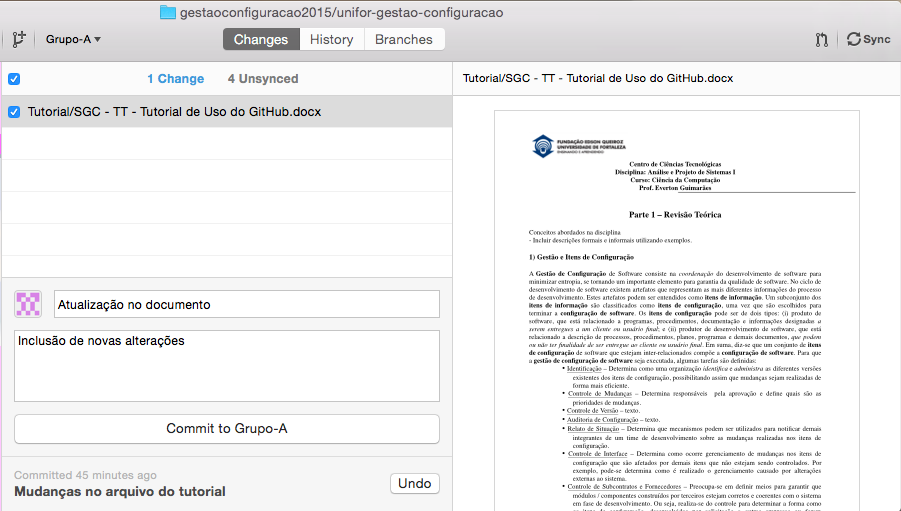 gestaoconfiguracao2015/unifor-gestao-configuracao
Grupo-A
Changes
History
Branches
Sync
1 Change
4 Unsynced
Tutorial/SGC - TT - Tutorial de Uso do GitHub.docx
Atualização no documento
Inclusão de novas alterações
Commit to Grupo-A
Committed 45 minutes ago
Mudanças no arquivo do tutorial
Undo
Tutorial/SGC - TT - Tutorial de Uso do GitHub.docx
FUNDAÇÃO EDSON QUEIROZ
UNIVERSIDADE DE FORTALEZA
ENSINANDO E APRENDENDO
Centro de Ciências Tecnológicas
Disciplina: Análise e Projeto de Sistemas I
Curso: Ciência da Computação
Prof. Everton Guimarães
Parte 1 – Revisão Teórica
Conceitos abordados na disciplina
- Incluir descrições formais e informais utilizando exemplos.
1) Gestão e Itens de Configuração
A Gestão de Configuração de Software consiste na coordenação do desenvolvimento de software para
minimizar entropia, se tornando um importante elemento para garantia da qualidade de software. No ciclo de
desenvolvimento de software existem artefatos que representam as mais diferentes informações do processo
de desenvolvimento. Estes artefatos podem ser entendidos como itens de informação. Um subconjunto dos
itens de informação são classificados como itens de configuração, uma vez que são escolhidos para
terminar a configuração de software. Os itens de configuração pode ser de dois tipos: (i) produto de
software, que está relacionado a programas, procedimentos, documentação e informações designadas a
serem entregues a um cliente ou usuário final; e (ii) produtor de desenvolvimento de software, que está
relacionado a descrição de processos, procedimentos, planos, programas e demais documentos, que podem
ou não ter finalidade de ser entregue ao cliente ou usuário final. Em suma, diz-se que um conjunto de itens
de configuração de software que estejam inter-relacionados compõe a configuração de software. Para que
a gestão de configuração de software seja executada, algumas tarefas são definidas:
• Identificação – Determina como uma organização identifica e administra as diferentes versões
existentes dos itens de configuração, possibilitando assim que mudanças sejam realizadas de
forma mais eficiente.
• Controle de Mudanças – Determina responsáveis pela aprovação e define quais são as
prioridades de mudanças.
• Controle de Versão – texto.
• Auditoria de Configuração – texto.
• Relato de Situação – Determina que mecanismos podem ser utilizados para notificar demais
integrantes de um time de desenvolvimento sobre as mudanças realizadas nos itens de
configuração.
• Controle de Interface – Determina como ocorre gerenciamento de mudanças nos itens de
configuração que são afetados por demais itens que não estejam sendo controlados. Por
exemplo, pode-se determina como é realizado o gerenciamento causado por alterações
externas ao sistema.
• Controle de Subcontratos e Fornecedores – Preocupa-se em definir meios para garantir que
módulos / componentes construídos por terceiros estejam corretos e coerentes com o sistema
em fase de desenvolvimento. Ou seja, realiza-se do controle para determinar a forma como